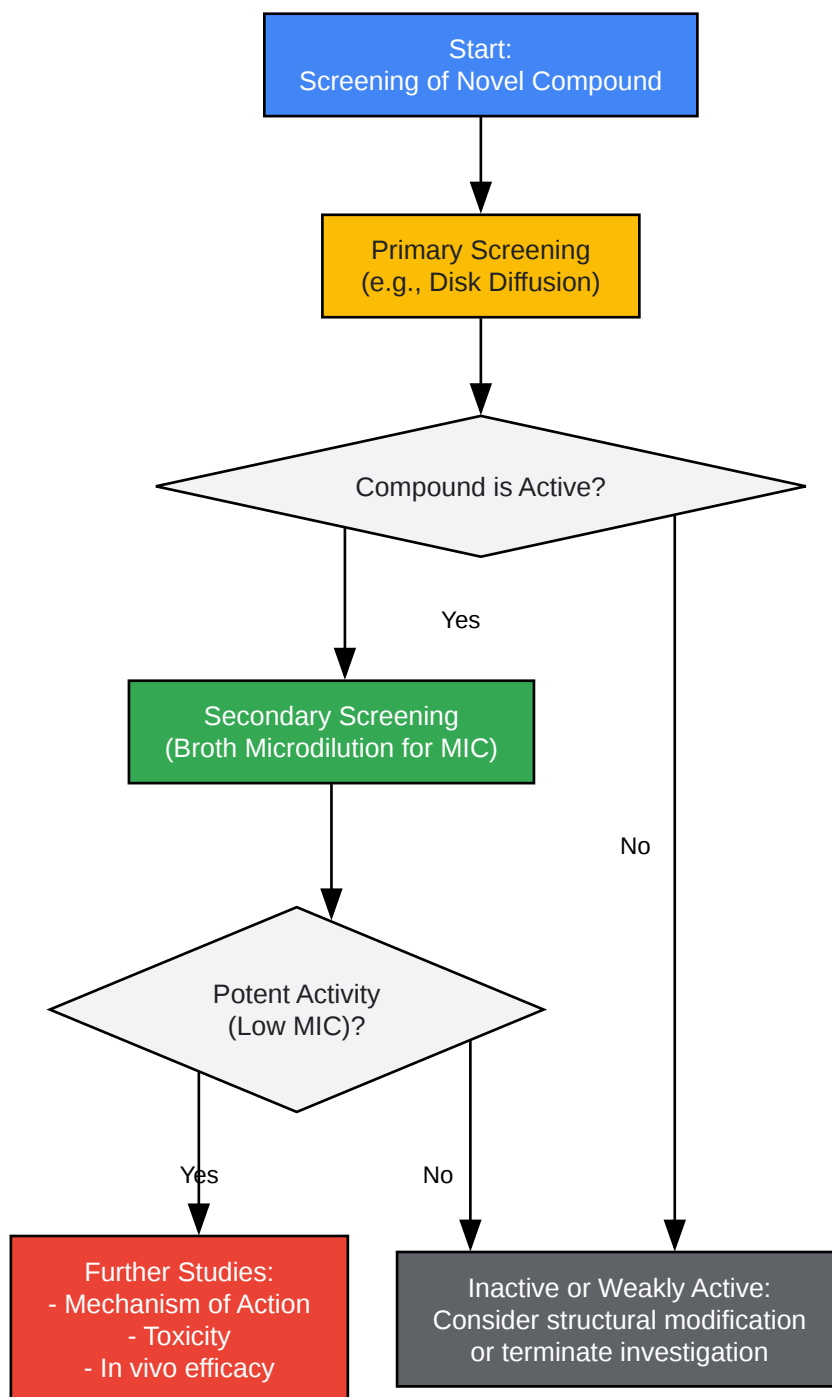 Start:
Screening of Novel Compound
Primary Screening
(e.g., Disk Diffusion)
Compound is Active?
Yes
Secondary Screening
(Broth Microdilution for MIC)
No
Potent Activity
(Low MIC)?
Yes
No
Further Studies:
- Mechanism of Action
- Toxicity
- In vivo efficacy
Inactive or Weakly Active:
Consider structural modification
or terminate investigation